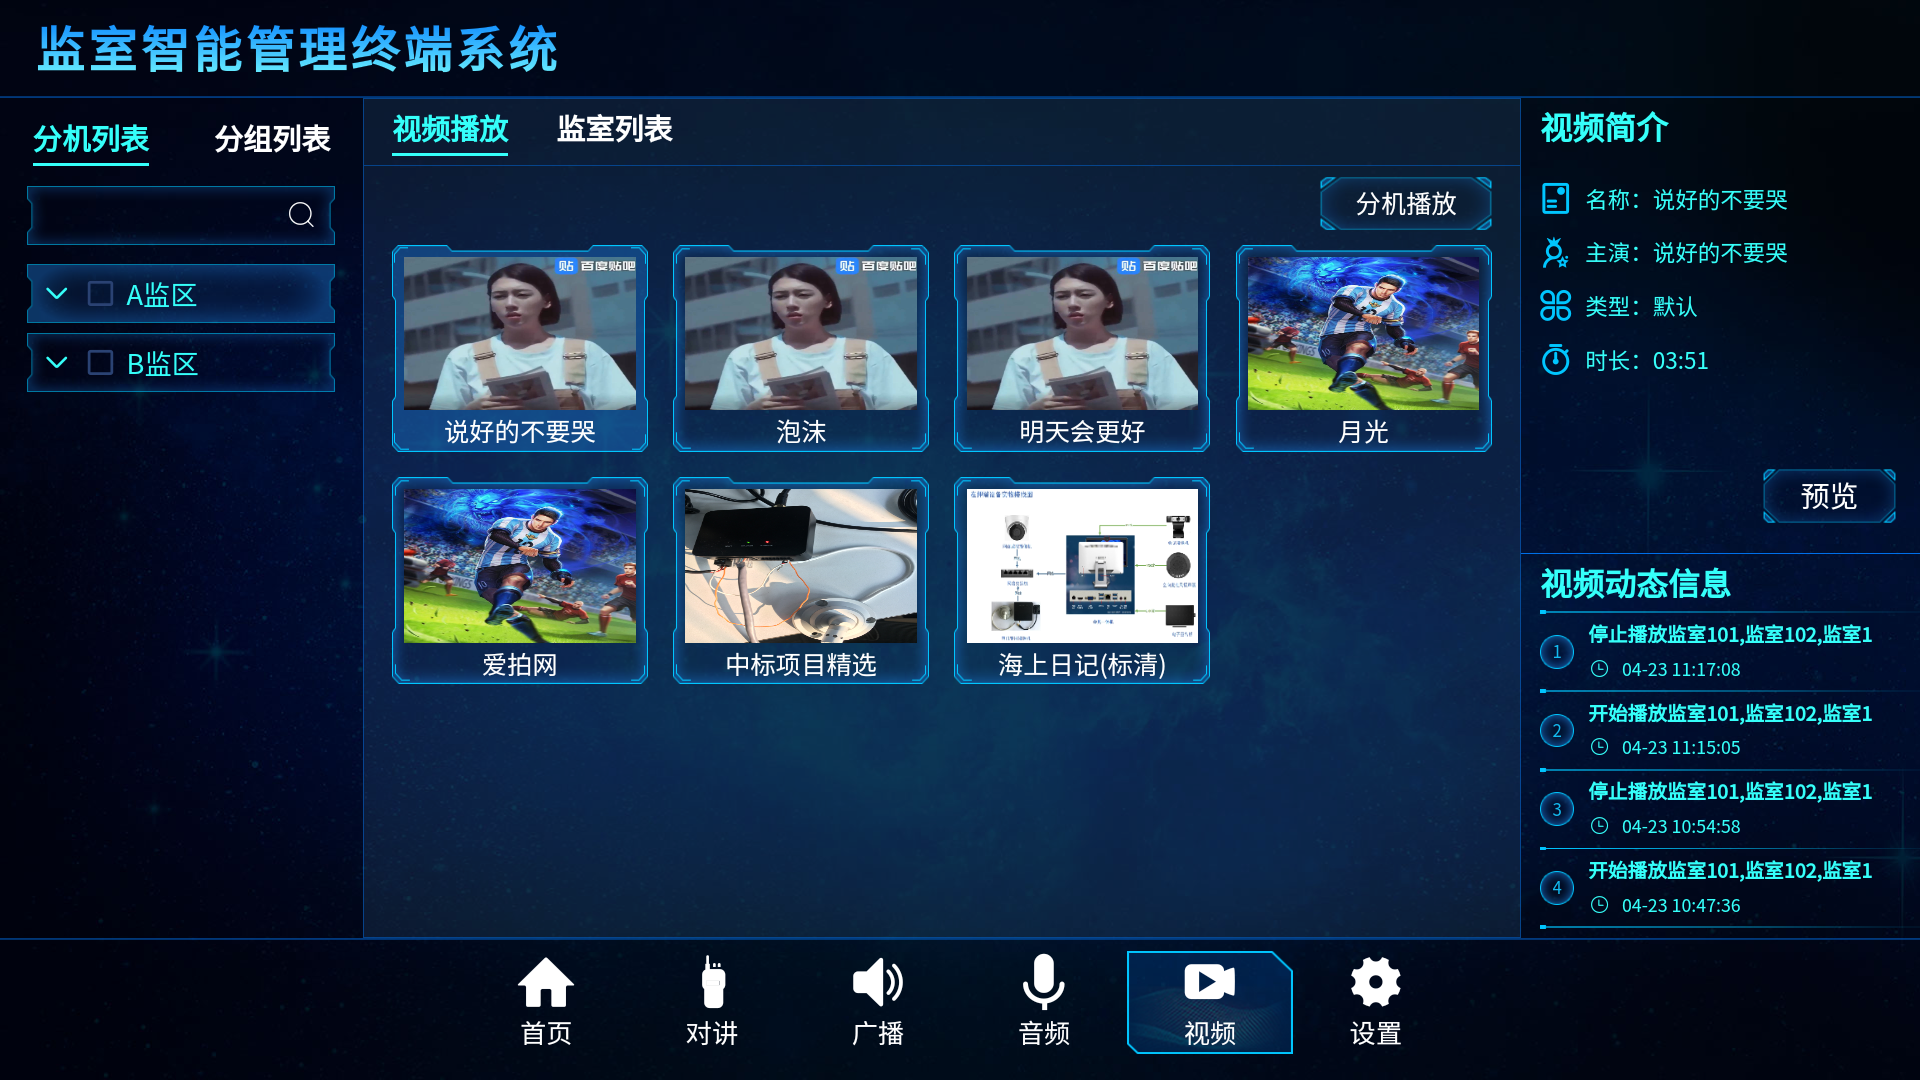 监室智能管理终端系统
分机列表
分组列表
A监区
B监区
视频播放
监室列表
分机播放
贴 百度贴吧
贴 百度贴吧
贴 百度贴吧
说好的不要哭
泡沫
明天会更好
月光
10
10
爱拍网
中标项目精选
海上日记(标清)
视频简介
名称：说好的不要哭
主演：说好的不要哭
类型：默认
时长：03:51
预览
视频动态信息
1
停止播放监室101,监室102,监室1
04-23 11:17:08
2
开始播放监室101,监室102,监室1
04-23 11:15:05
3
停止播放监室101,监室102,监室1
04-23 10:54:58
4
开始播放监室101,监室102,监室1
04-23 10:47:36
首页
对讲
广播
音频
视频
设置